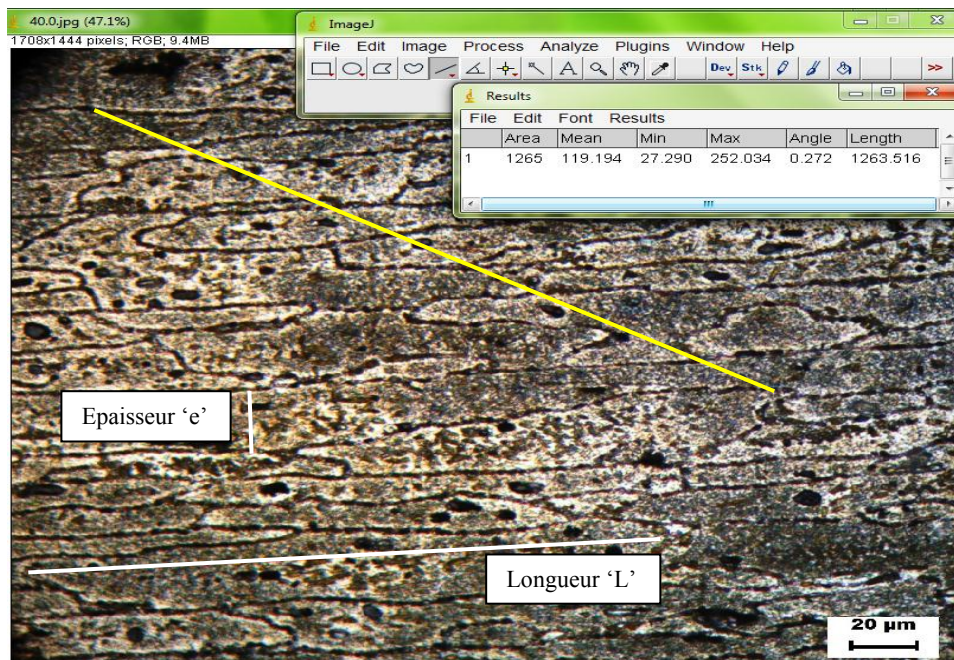 40.0.jpg (47.1%)
1708x1444 pixels; RGB; 9.4MB
ImageJ
File Edit Image Process Analyze Plugins Window Help
Dev Stk >>
Results
File Edit Font Results
Area Mean Min Max Angle Length
1 1265 119.194 27.290 252.034 0.272 1263.516
Epaisseur ‘e’
Longueur ‘L’
20 µm